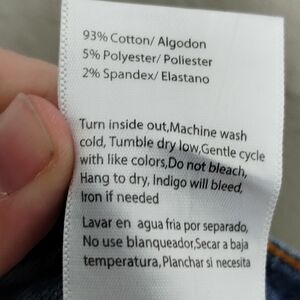 93% Cotton/ Algodon
5% Polyester/ Poliester
2% Spandex/ Elastano
Turn inside out,Machine wash
cold, Tumble dry low,Gentle cycle
with like colors,Do not bleach,
Hang to dry, Indigo will bleed,
Iron if needed
Lavar en agua fria por separado,
No use blanqueador,Secar a baja
temperatura,Planchar si necesita